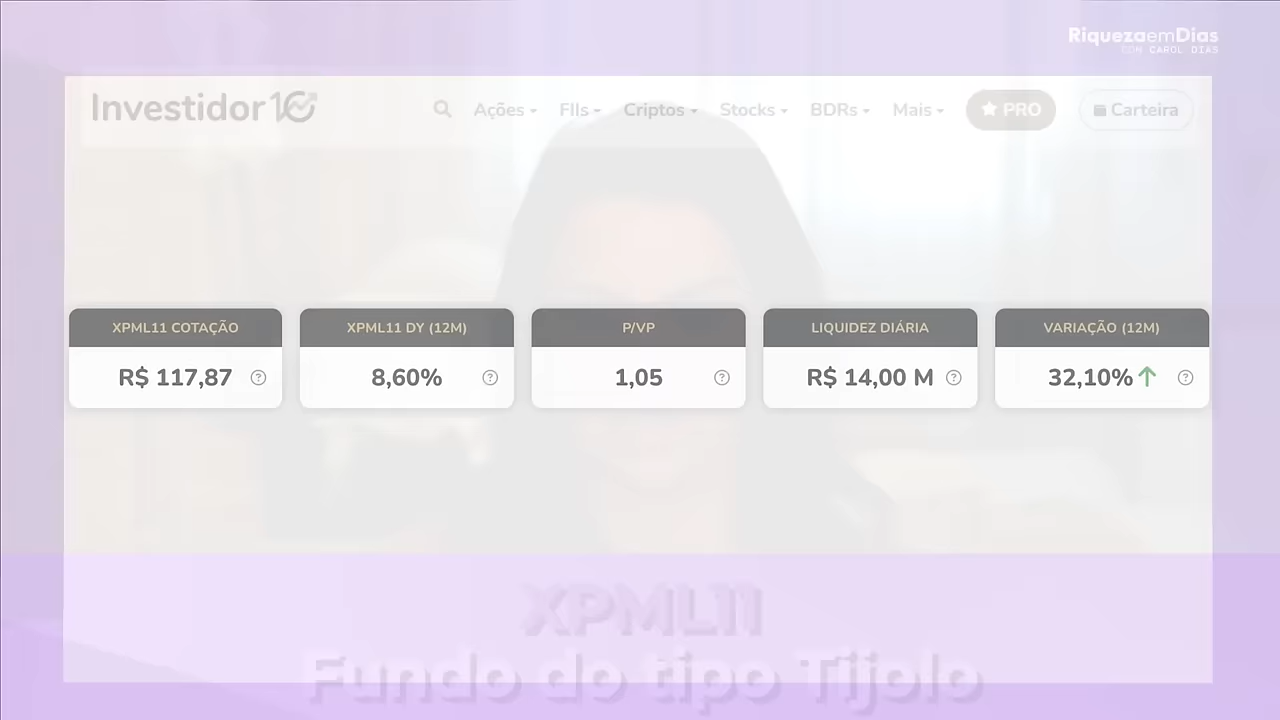 RiquezaemDias
COM CAROL DIAS
Investidor10
Ações FIIs Criptos Stocks BDRs Mais PRO Carteira
XPML11 COTAÇÃO XPML11 DY (12M) P/VP LIQUIDEZ DIÁRIA VARIAÇÃO (12M)
R$ 117,87 ? 8,60% ? 1,05 ? R$ 14,00 M ? 32,10% ?
XPML11
Fundo do tipo Tijolo